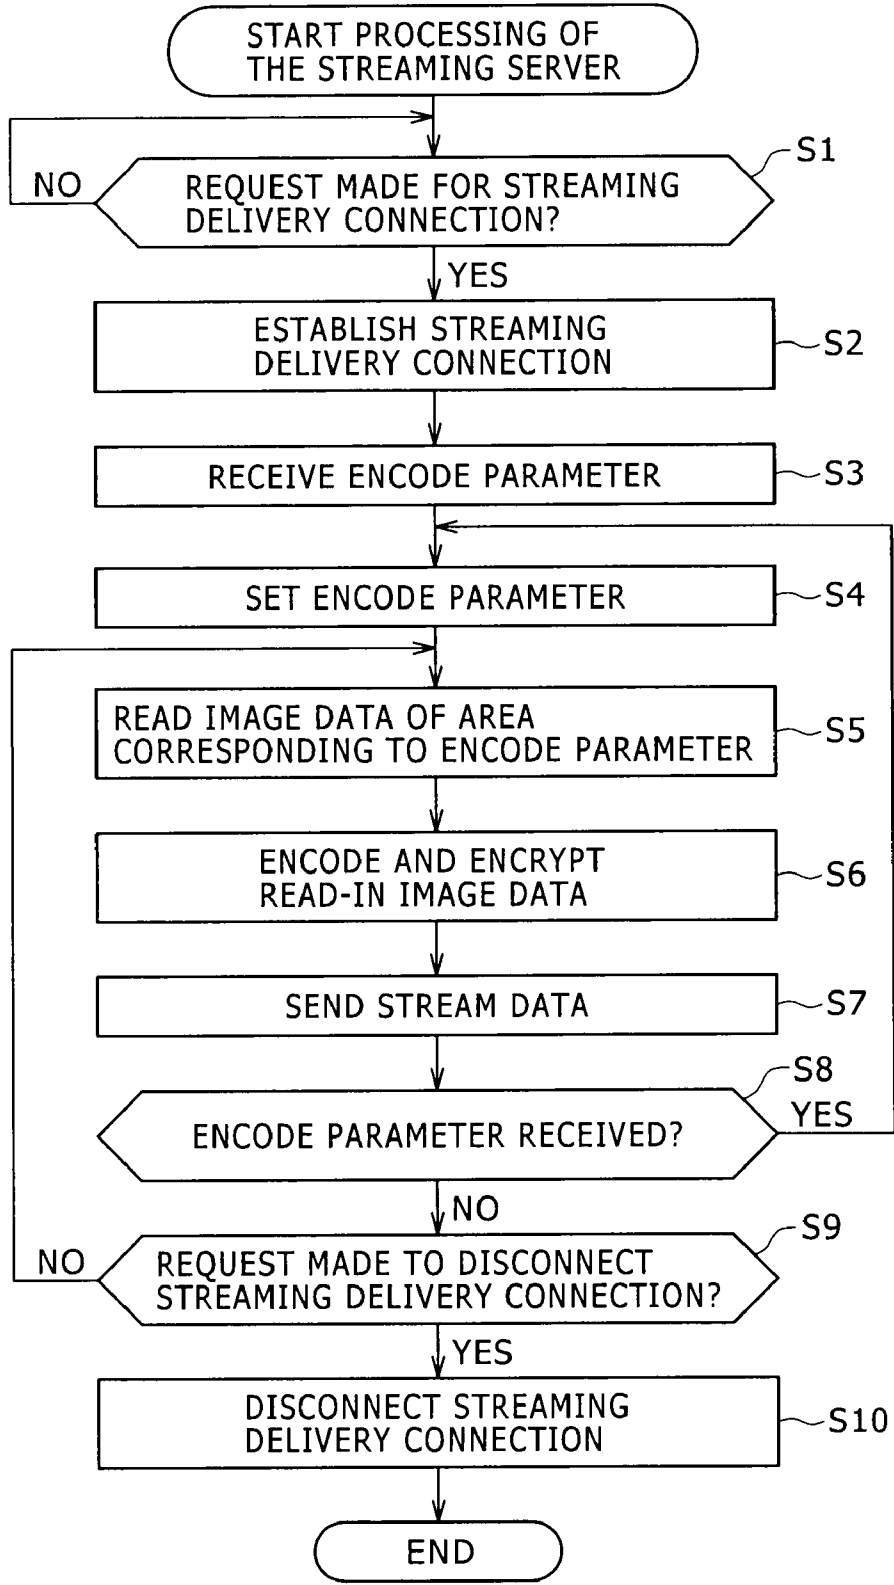 START PROCESSING OF
THE STREAMING SERVER
S1
NO
REQUEST MADE FOR STREAMING
DELIVERY CONNECTION?
YES
ESTABLISH STREAMING
DELIVERY CONNECTION
S2
RECEIVE ENCODE PARAMETER
S3
SET ENCODE PARAMETER
S4
READ IMAGE DATA OF AREA
CORRESPONDING TO ENCODE PARAMETER
S5
ENCODE AND ENCRYPT
READ-IN IMAGE DATA
S6
SEND STREAM DATA
S7
S8
ENCODE PARAMETER RECEIVED?
YES
NO
S9
NO
REQUEST MADE TO DISCONNECT
STREAMING DELIVERY CONNECTION?
YES
DISCONNECT STREAMING
DELIVERY CONNECTION
S10
END